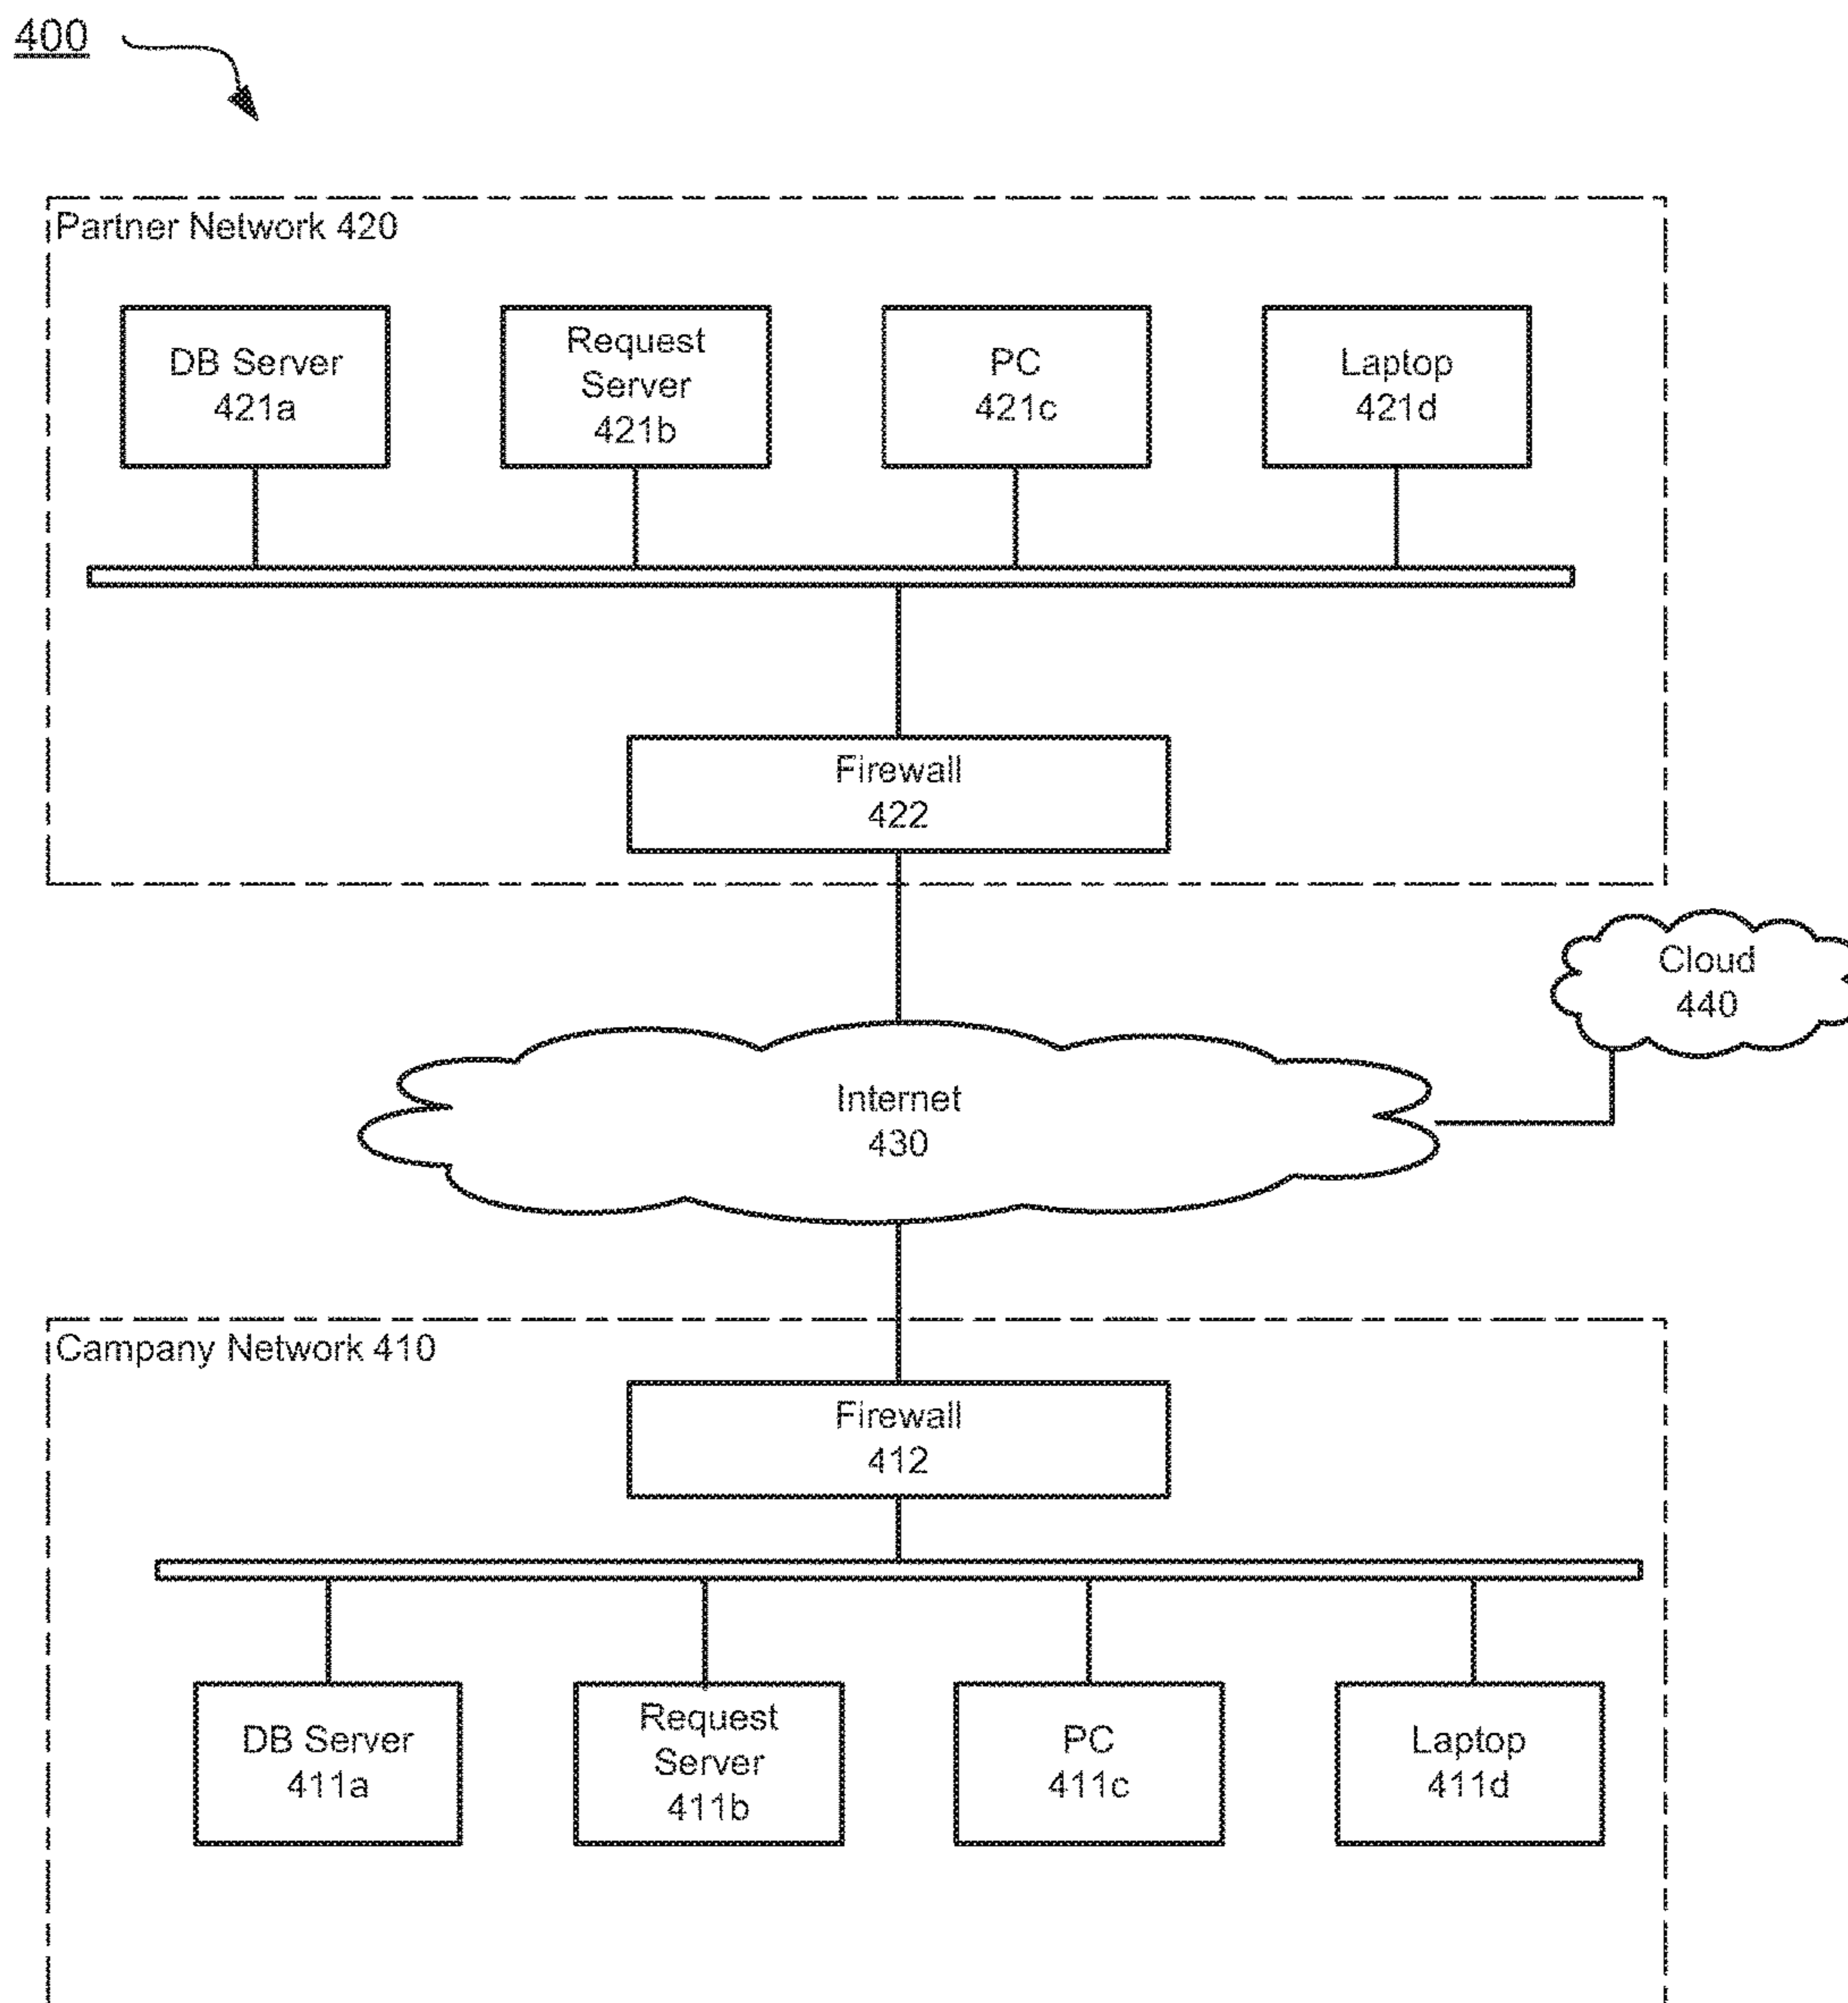 400
Partner Network 420
DB Server
421a
Request
Server
421b
PC
421c
Laptop
421d
Firewall
422
Cloud
440
Internet
430
Campany Network 410
Firewall
412
DB Server
411a
Request
Server
411b
PC
411c
Laptop
411d